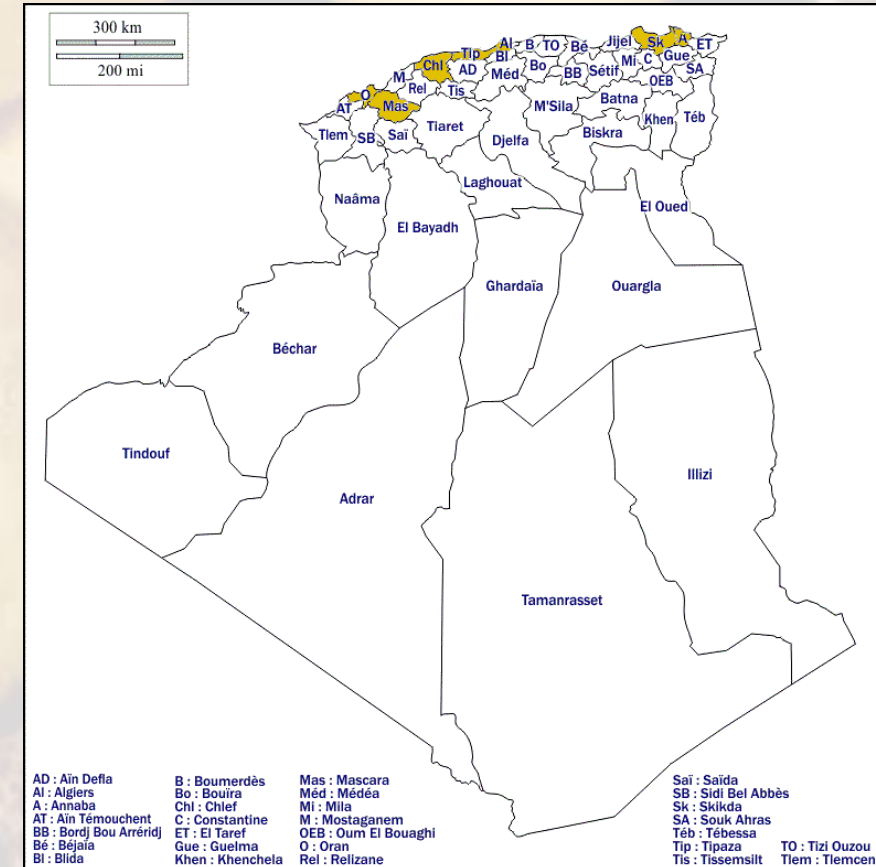 300 km
200 mi
Al B TO Bé Jijel Sk A ET
Tip Bl
Chl AD Méd Bo BB Sétif Mi C Gue SA
M Rel Tis OEB
O Mas M'Sila Batna
AT Khen Téb
Tlem SB Saï Tiaret Djelfa Biskra
Laghouat
Naâma El Oued
El Bayadh
Ghardaïa Ouargla
Béchar
Tindouf Illizi
Adrar
Tamanrasset
AD : Aïn Defla
Al : Algiers
A : Annaba
AT : Aïn Témouchent
BB : Bordj Bou Arréridj
Bé : Béjaïa
Bl : Blida
B : Boumerdès
Bo : Bouïra
Chl : Chlef
C : Constantine
ET : El Taref
Gue : Guelma
Khen : Khenchela
Mas : Mascara
Méd : Médéa
Mi : Mila
M : Mostaganem
OEB : Oum El Bouaghi
O : Oran
Rel : Relizane
Saï : Saïda
SB : Sidi Bel Abbès
Sk : Skikda
SA : Souk Ahras
Téb : Tébessa
Tip : Tipaza
Tis : Tissemsilt
TO : Tizi Ouzou
Tlem : Tlemcen